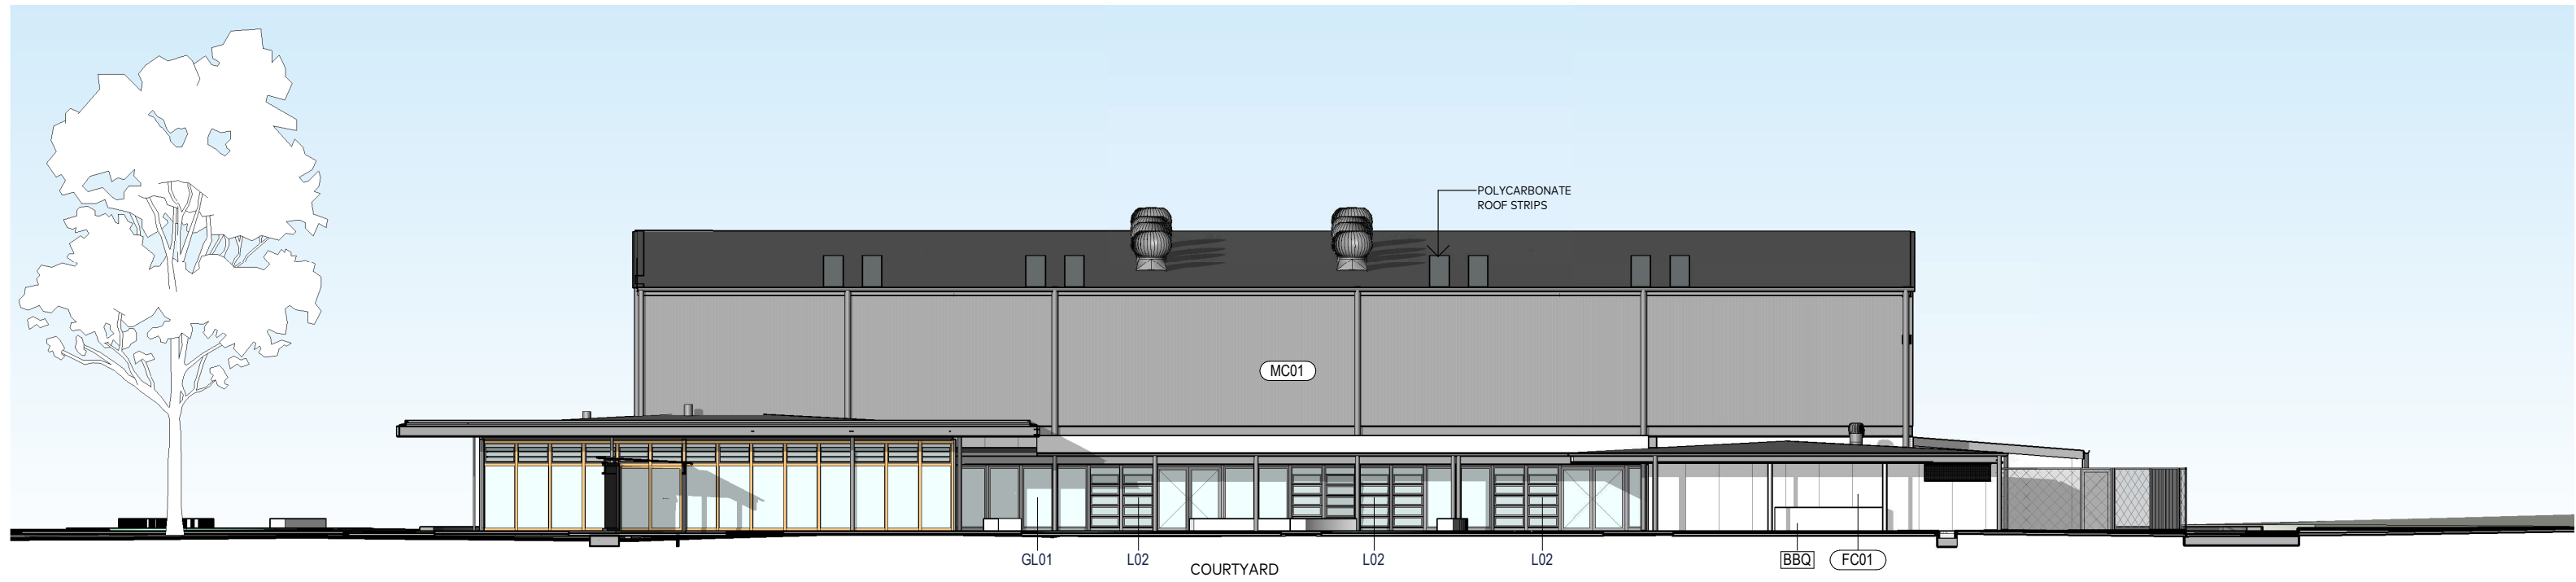 POLYCARBONATE
ROOF STRIPS
MC01
GL01
L02
COURTYARD
L02
L02
BBQ
FC01